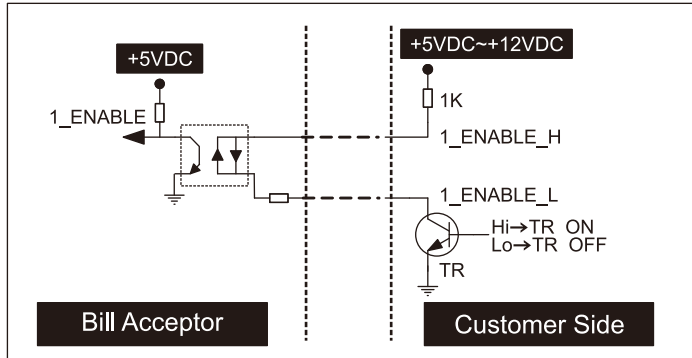 +5VDC
+5VDC~+12VDC
1K
1_ENABLE
1_ENABLE_H
1_ENABLE_L
Hi→TR ON
Lo→TR OFF
TR
Bill Acceptor
Customer Side